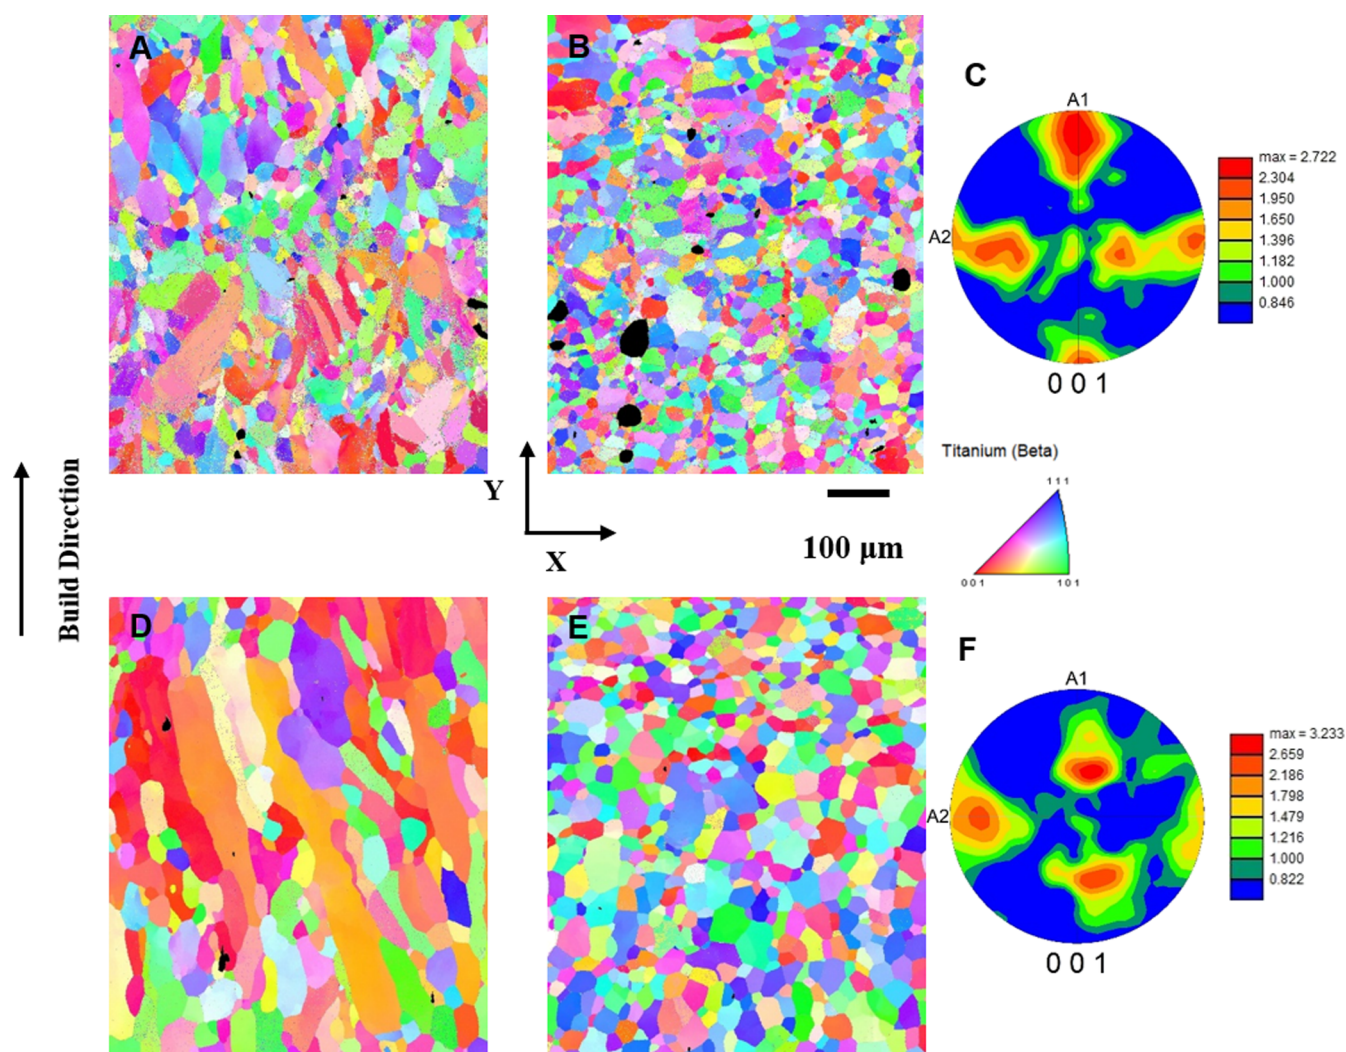 A
B
C
A1
A2
0 0 1
max = 2.722
2.304
1.950
1.650
1.396
1.182
1.000
0.846
Build Direction
Y
X
100 µm
Titanium (Beta)
1 1 1
0 0 1
1 0 1
D
E
F
A1
A2
0 0 1
max = 3.233
2.659
2.186
1.798
1.479
1.216
1.000
0.822